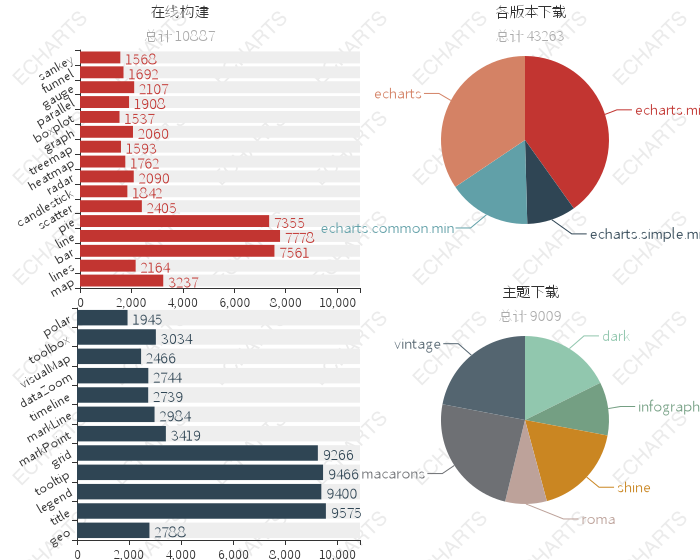 在线构建
总计 10887
sankey 1568
funnel 1692
gauge 2107
parallel 1908
boxplot 1537
graph 2060
treemap 1593
heatmap 1762
radar 2090
candlestick 1842
scatter 2405
pie 7355
line 7778
bar 7561
lines 2164
map 3237
0 2,000 4,000 6,000 8,000 10,000
polar 1945
toolbox 3034
visualMap 2466
dataZoom 2744
timeline 2739
markLine 2984
markPoint 3419
grid 9266
tooltip 9466
legend 9400
title 9575
geo 2788
0 2,000 4,000 6,000 8,000 10,000
各版本下载
总计 43263
echarts
echarts.mi
echarts.common.min
echarts.simple.mi
主题下载
总计 9009
vintage
dark
infograph
macarons
shine
roma
ECHARTS